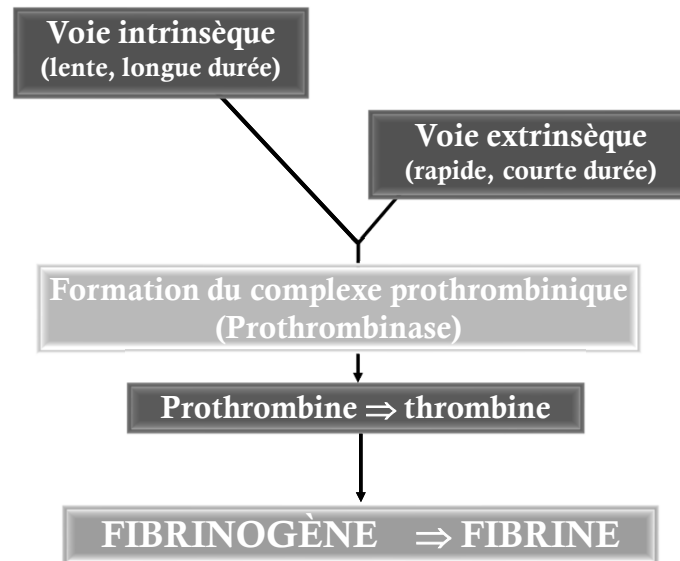 Voie intrinsèque
(lente, longue durée)
Voie extrinsèque
(rapide, courte durée)
Formation du complexe prothrombinique
(Prothrombinase)
Prothrombine ⇒ thrombine
FIBRINOGÈNE ⇒ FIBRINE